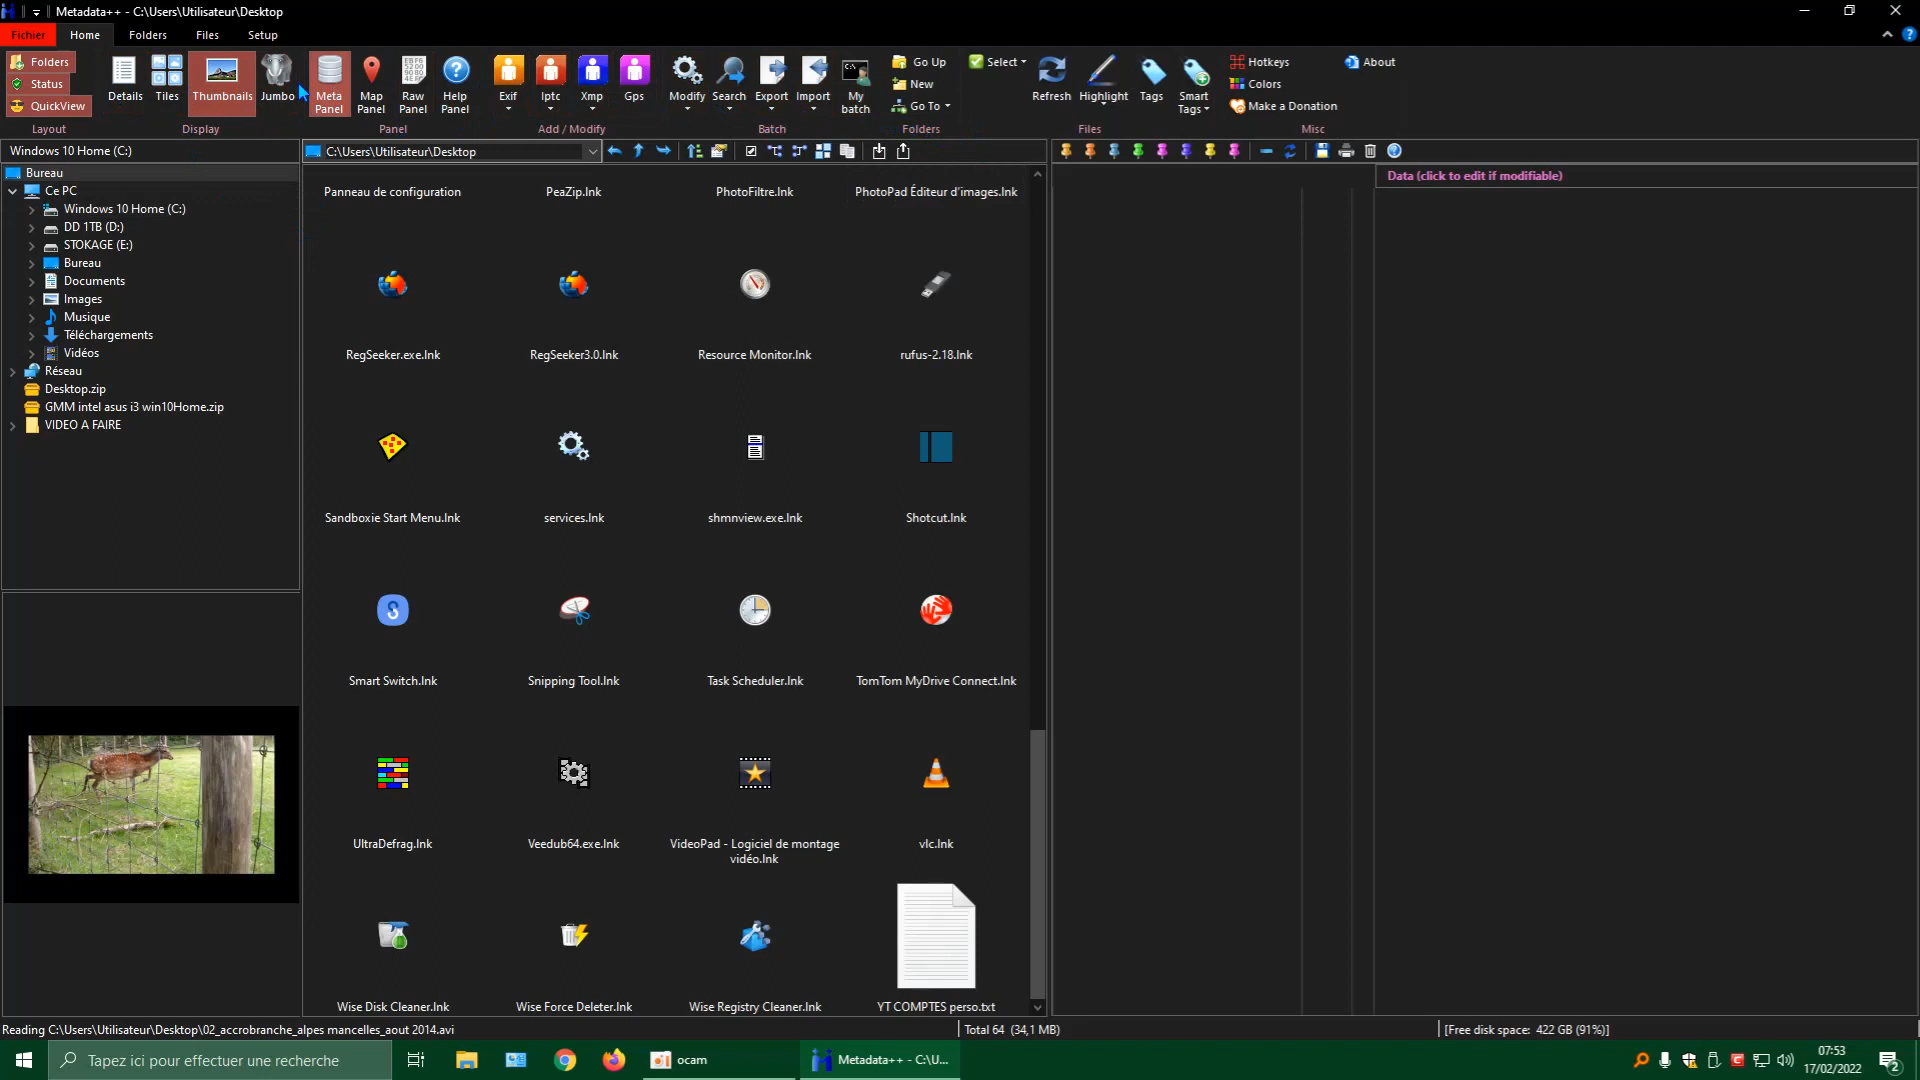 Metadata++ - C:\Users\Utilisateur\Desktop
Fichier Home Folders Files Setup
Folders
Status
QuickView
Layout
Details Tiles Thumbnails Jumbo
Display
Meta Panel
Map Panel
Raw Panel
Help Panel
Panel
Exif Iptc Xmp Gps
Add / Modify
Modify Search Export Import My batch
Batch
Go Up
New
Go To
Folders
Select Refresh Highlight Tags Smart Tags
Files
Hotkeys
Colors
Make a Donation
About
Misc
Windows 10 Home (C:)
C:\Users\Utilisateur\Desktop
Bureau
Ce PC
Windows 10 Home (C:)
DD 1TB (D:)
STOKAGE (E:)
Bureau
Documents
Images
Musique
Téléchargements
Vidéos
Réseau
Desktop.zip
GMM intel asus i3 win10Home.zip
VIDEO A FAIRE
Panneau de configuration PeaZip.lnk PhotoFiltre.lnk PhotoPad Éditeur d'images.lnk
RegSeeker.exe.lnk RegSeeker3.0.lnk Resource Monitor.lnk rufus-2.18.lnk
Sandboxie Start Menu.lnk services.lnk shmnview.exe.lnk Shotcut.lnk
Smart Switch.lnk Snipping Tool.lnk Task Scheduler.lnk TomTom MyDrive Connect.lnk
UltraDefrag.lnk Veedub64.exe.lnk VideoPad - Logiciel de montage vidéo.lnk vlc.lnk
Wise Disk Cleaner.lnk Wise Force Deleter.lnk Wise Registry Cleaner.lnk YT COMPTES perso.txt
Data (click to edit if modifiable)
Reading C:\Users\Utilisateur\Desktop\02_accrobranche_alpes mancelles_aout 2014.avi
Total 64 (34,1 MB)
[Free disk space: 422 GB (91%)]
Tapez ici pour effectuer une recherche
ocam
Metadata++ - C:\U...
07:53
17/02/2022
2